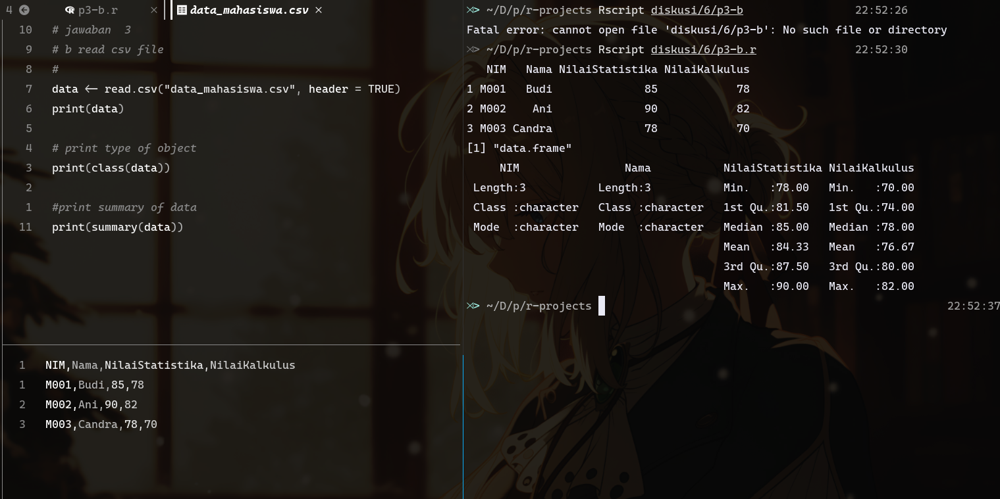 4 p3-b.r × data_mahasiswa.csv ×
10 # jawaban  3
9 # b read csv file
8 #
7 data <- read.csv("data_mahasiswa.csv", header = TRUE)
6 print(data)
5
4 # print type of object
3 print(class(data))
2
1 #print summary of data
11 print(summary(data))
1 NIM,Nama,NilaiStatistika,NilaiKalkulus
1 M001,Budi,85,78
2 M002,Ani,90,82
3 M003,Candra,78,70
~/D/p/r-projects Rscript diskusi/6/p3-b 22:52:26
Fatal error: cannot open file 'diskusi/6/p3-b': No such file or directory
~/D/p/r-projects Rscript diskusi/6/p3-b.r 22:52:30
NIM   Nama NilaiStatistika NilaiKalkulus
1 M001   Budi              85            78
2 M002    Ani              90            82
3 M003 Candra              78            70
[1] "data.frame"
NIM                Nama           NilaiStatistika NilaiKalkulus
Length:3           Length:3           Min.   :78.00   Min.   :70.00
Class :character   Class :character   1st Qu.:81.50   1st Qu.:74.00
Mode  :character   Mode  :character   Median :85.00   Median :78.00
Mean   :84.33   Mean   :76.67
3rd Qu.:87.50   3rd Qu.:80.00
Max.   :90.00   Max.   :82.00
~/D/p/r-projects 22:52:37